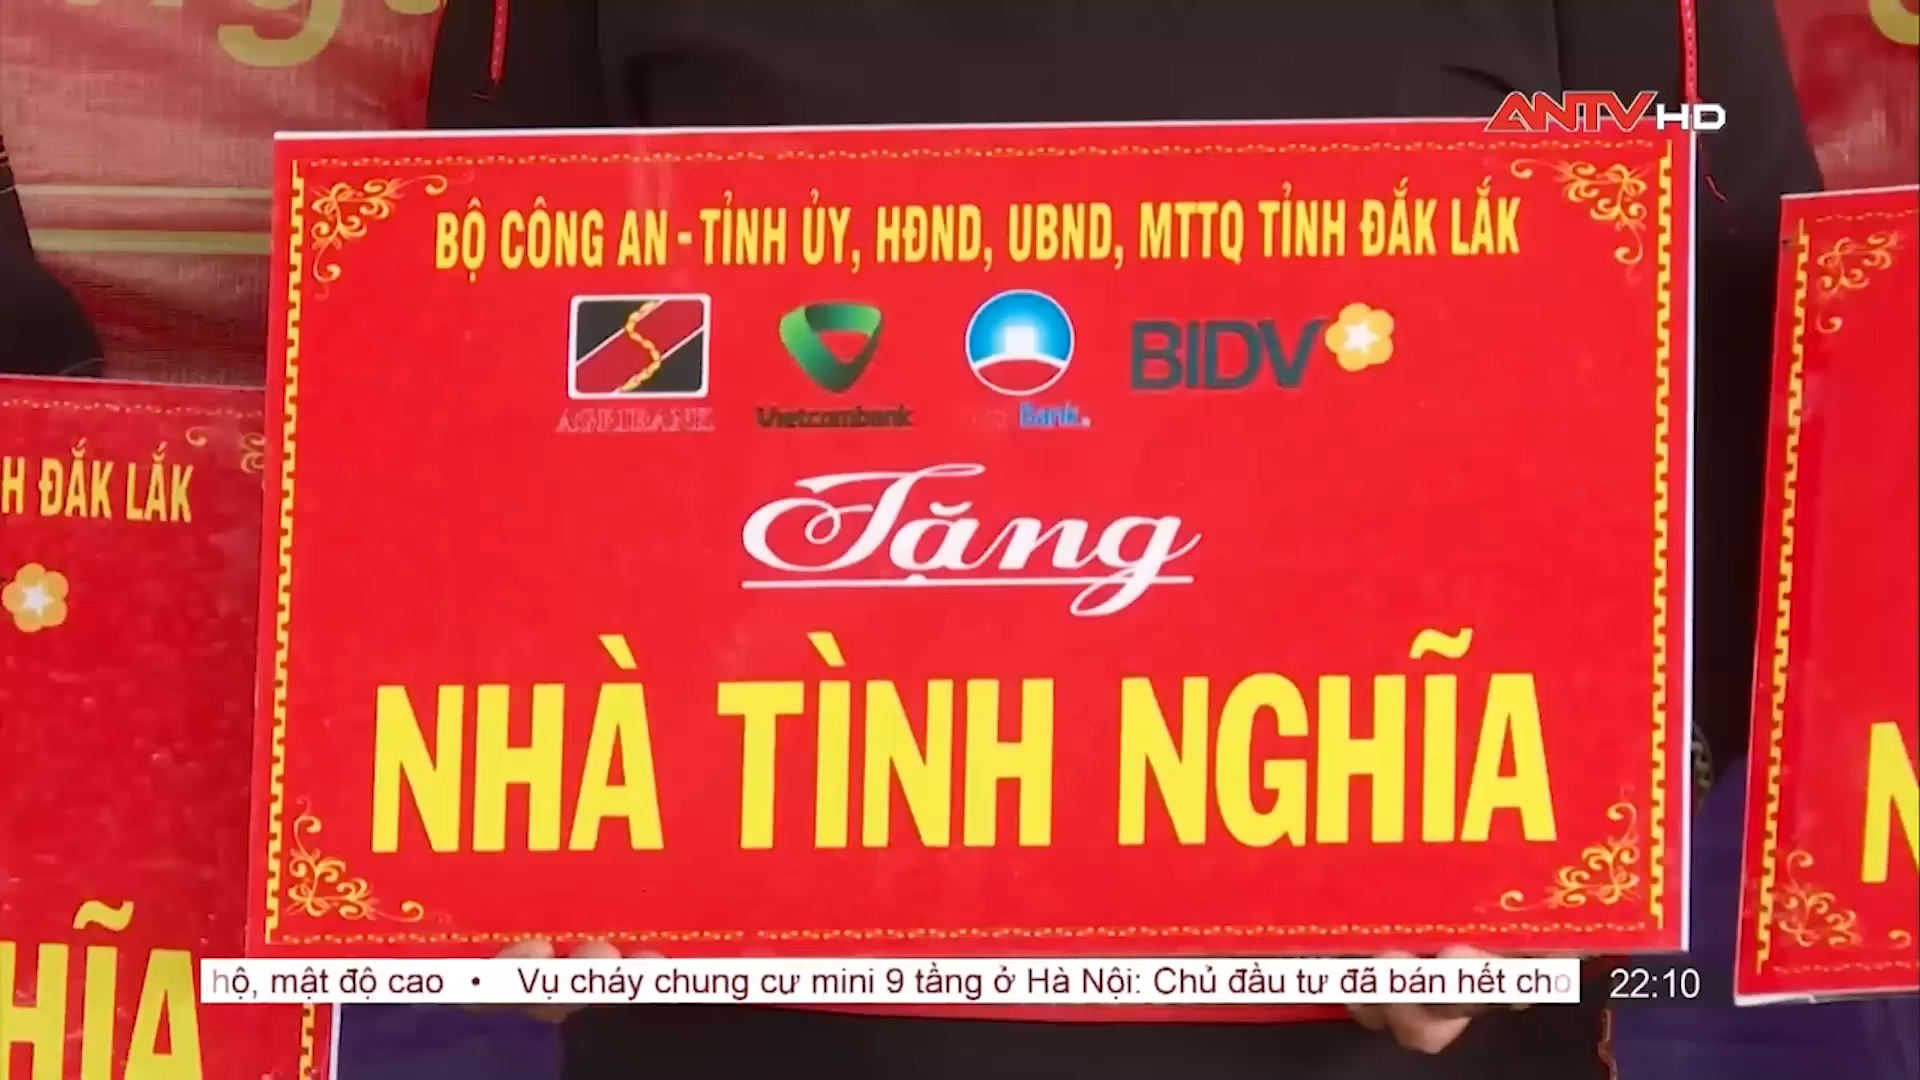 ANTV HD
BỘ CÔNG AN - TỈNH ỦY, HĐND, UBND, MTTQ TỈNH ĐẮK LẮK
AGRIBANK
Vietcombank
Bank
BIDV
Tặng
NHÀ TÌNH NGHĨA
H ĐẮK LẮK
HĨA
N
hộ, mật độ cao • Vụ cháy chung cư mini 9 tầng ở Hà Nội: Chủ đầu tư đã bán hết cho
22:10